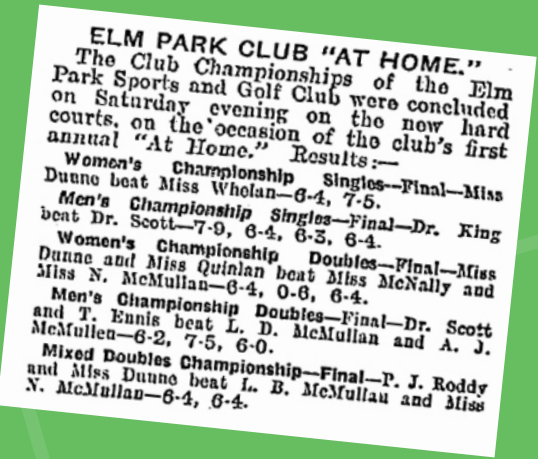 ELM PARK CLUB "AT HOME."
The Club Championships of the Elm
Park Sports and Golf Club were concluded
on Saturday evening on the new hard
courts, on the occasion of the club's first
annual "At Home." Results:—
Women's Championship Singles—Final—Miss
Dunne beat Miss Whelan—6-4, 7-5.
Men's Championship Singles—Final—Dr. King
beat Dr. Scott—7-9, 6-4, 6-3, 6-4.
Women's Championship Doubles—Final—Miss
Dunne and Miss Quinlan beat Miss McNally and
Miss N. McMullan—6-4, 0-6, 6-4.
Men's Championship Doubles—Final—Dr. Scott
and T. Ennis beat L. D. McMullan and A. J.
McMullen—6-2, 7-5, 6-0.
Mixed Doubles Championship—Final—P. J. Roddy
and Miss Dunne beat L. B. McMullan and Miss
N. McMullan—6-4, 6-4.